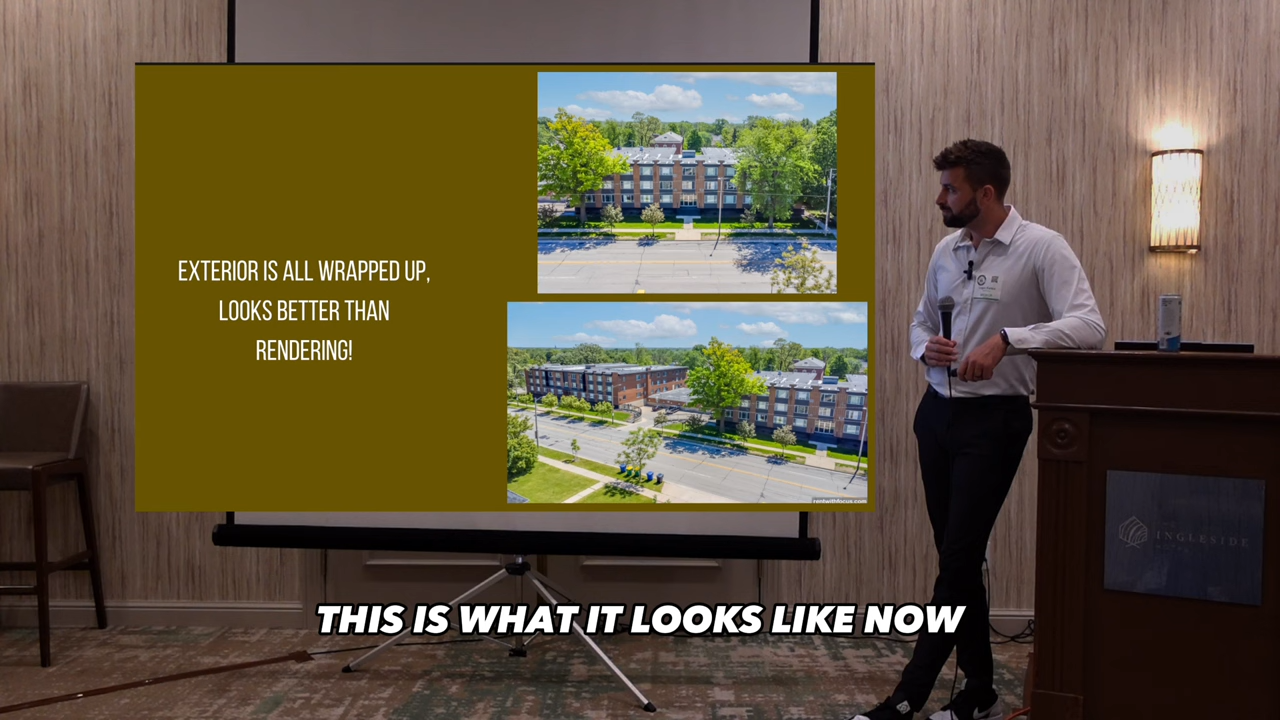 EXTERIOR IS ALL WRAPPED UP,
LOOKS BETTER THAN
RENDERING!
rentwithfocus.com
INGLESIDE
THIS IS WHAT IT LOOKS LIKE NOW